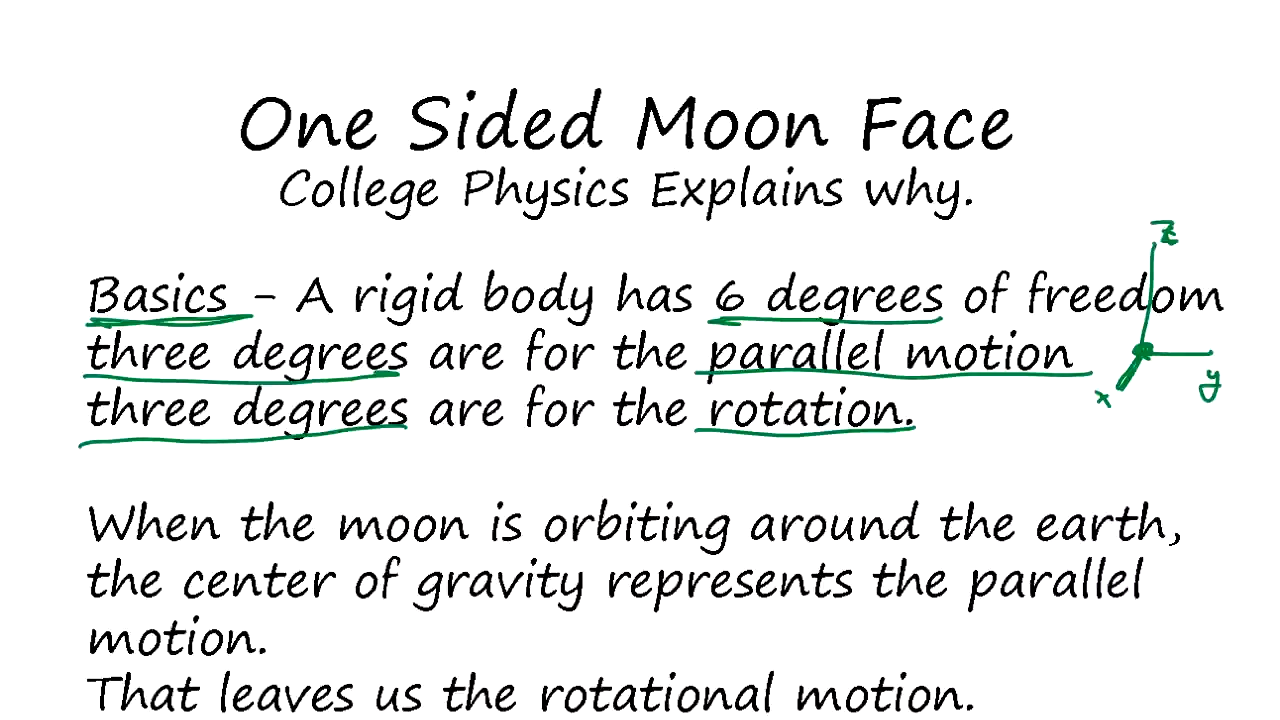 One Sided Moon Face
College Physics Explains why.
z
Basics - A rigid body has 6 degrees of freedom
three degrees are for the parallel motion
three degrees are for the rotation.
x
y
When the moon is orbiting around the earth,
the center of gravity represents the parallel
motion.
That leaves us the rotational motion.